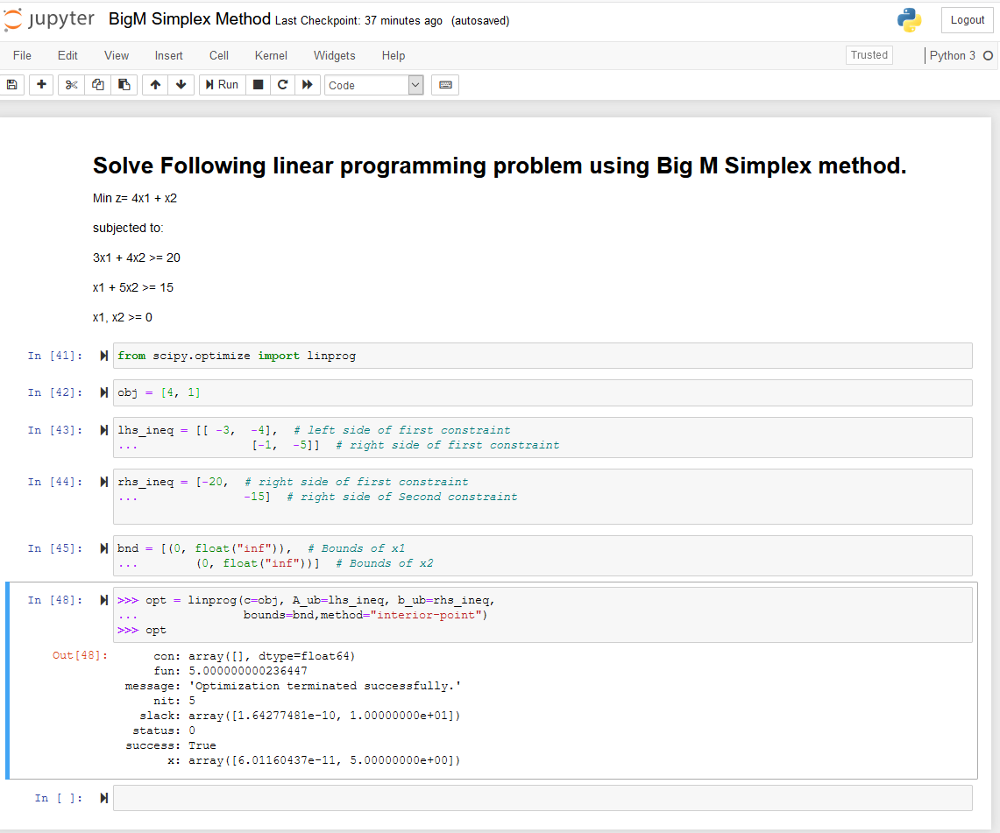 jupyter BigM Simplex Method Last Checkpoint: 37 minutes ago (autosaved) Logout
File Edit View Insert Cell Kernel Widgets Help Trusted Python 3
Run Code
Solve Following linear programming problem using Big M Simplex method.
Min z= 4x1 + x2
subjected to:
3x1 + 4x2 >= 20
x1 + 5x2 >= 15
x1, x2 >= 0
In [41]: from scipy.optimize import linprog
In [42]: obj = [4, 1]
In [43]: lhs_ineq = [[ -3,  -4],  # left side of first constraint
...                [-1,  -5]]  # right side of first constraint
In [44]: rhs_ineq = [-20,  # right side of first constraint
...               -15]  # right side of Second constraint
In [45]: bnd = [(0, float("inf")),  # Bounds of x1
...        (0, float("inf"))]  # Bounds of x2
In [48]: >>> opt = linprog(c=obj, A_ub=lhs_ineq, b_ub=rhs_ineq,
...               bounds=bnd,method="interior-point")
>>> opt
Out[48]: con: array([], dtype=float64)
fun: 5.000000000236447
message: 'Optimization terminated successfully.'
nit: 5
slack: array([1.64277481e-10, 1.00000000e+01])
status: 0
success: True
x: array([6.01160437e-11, 5.00000000e+00])
In [ ]: